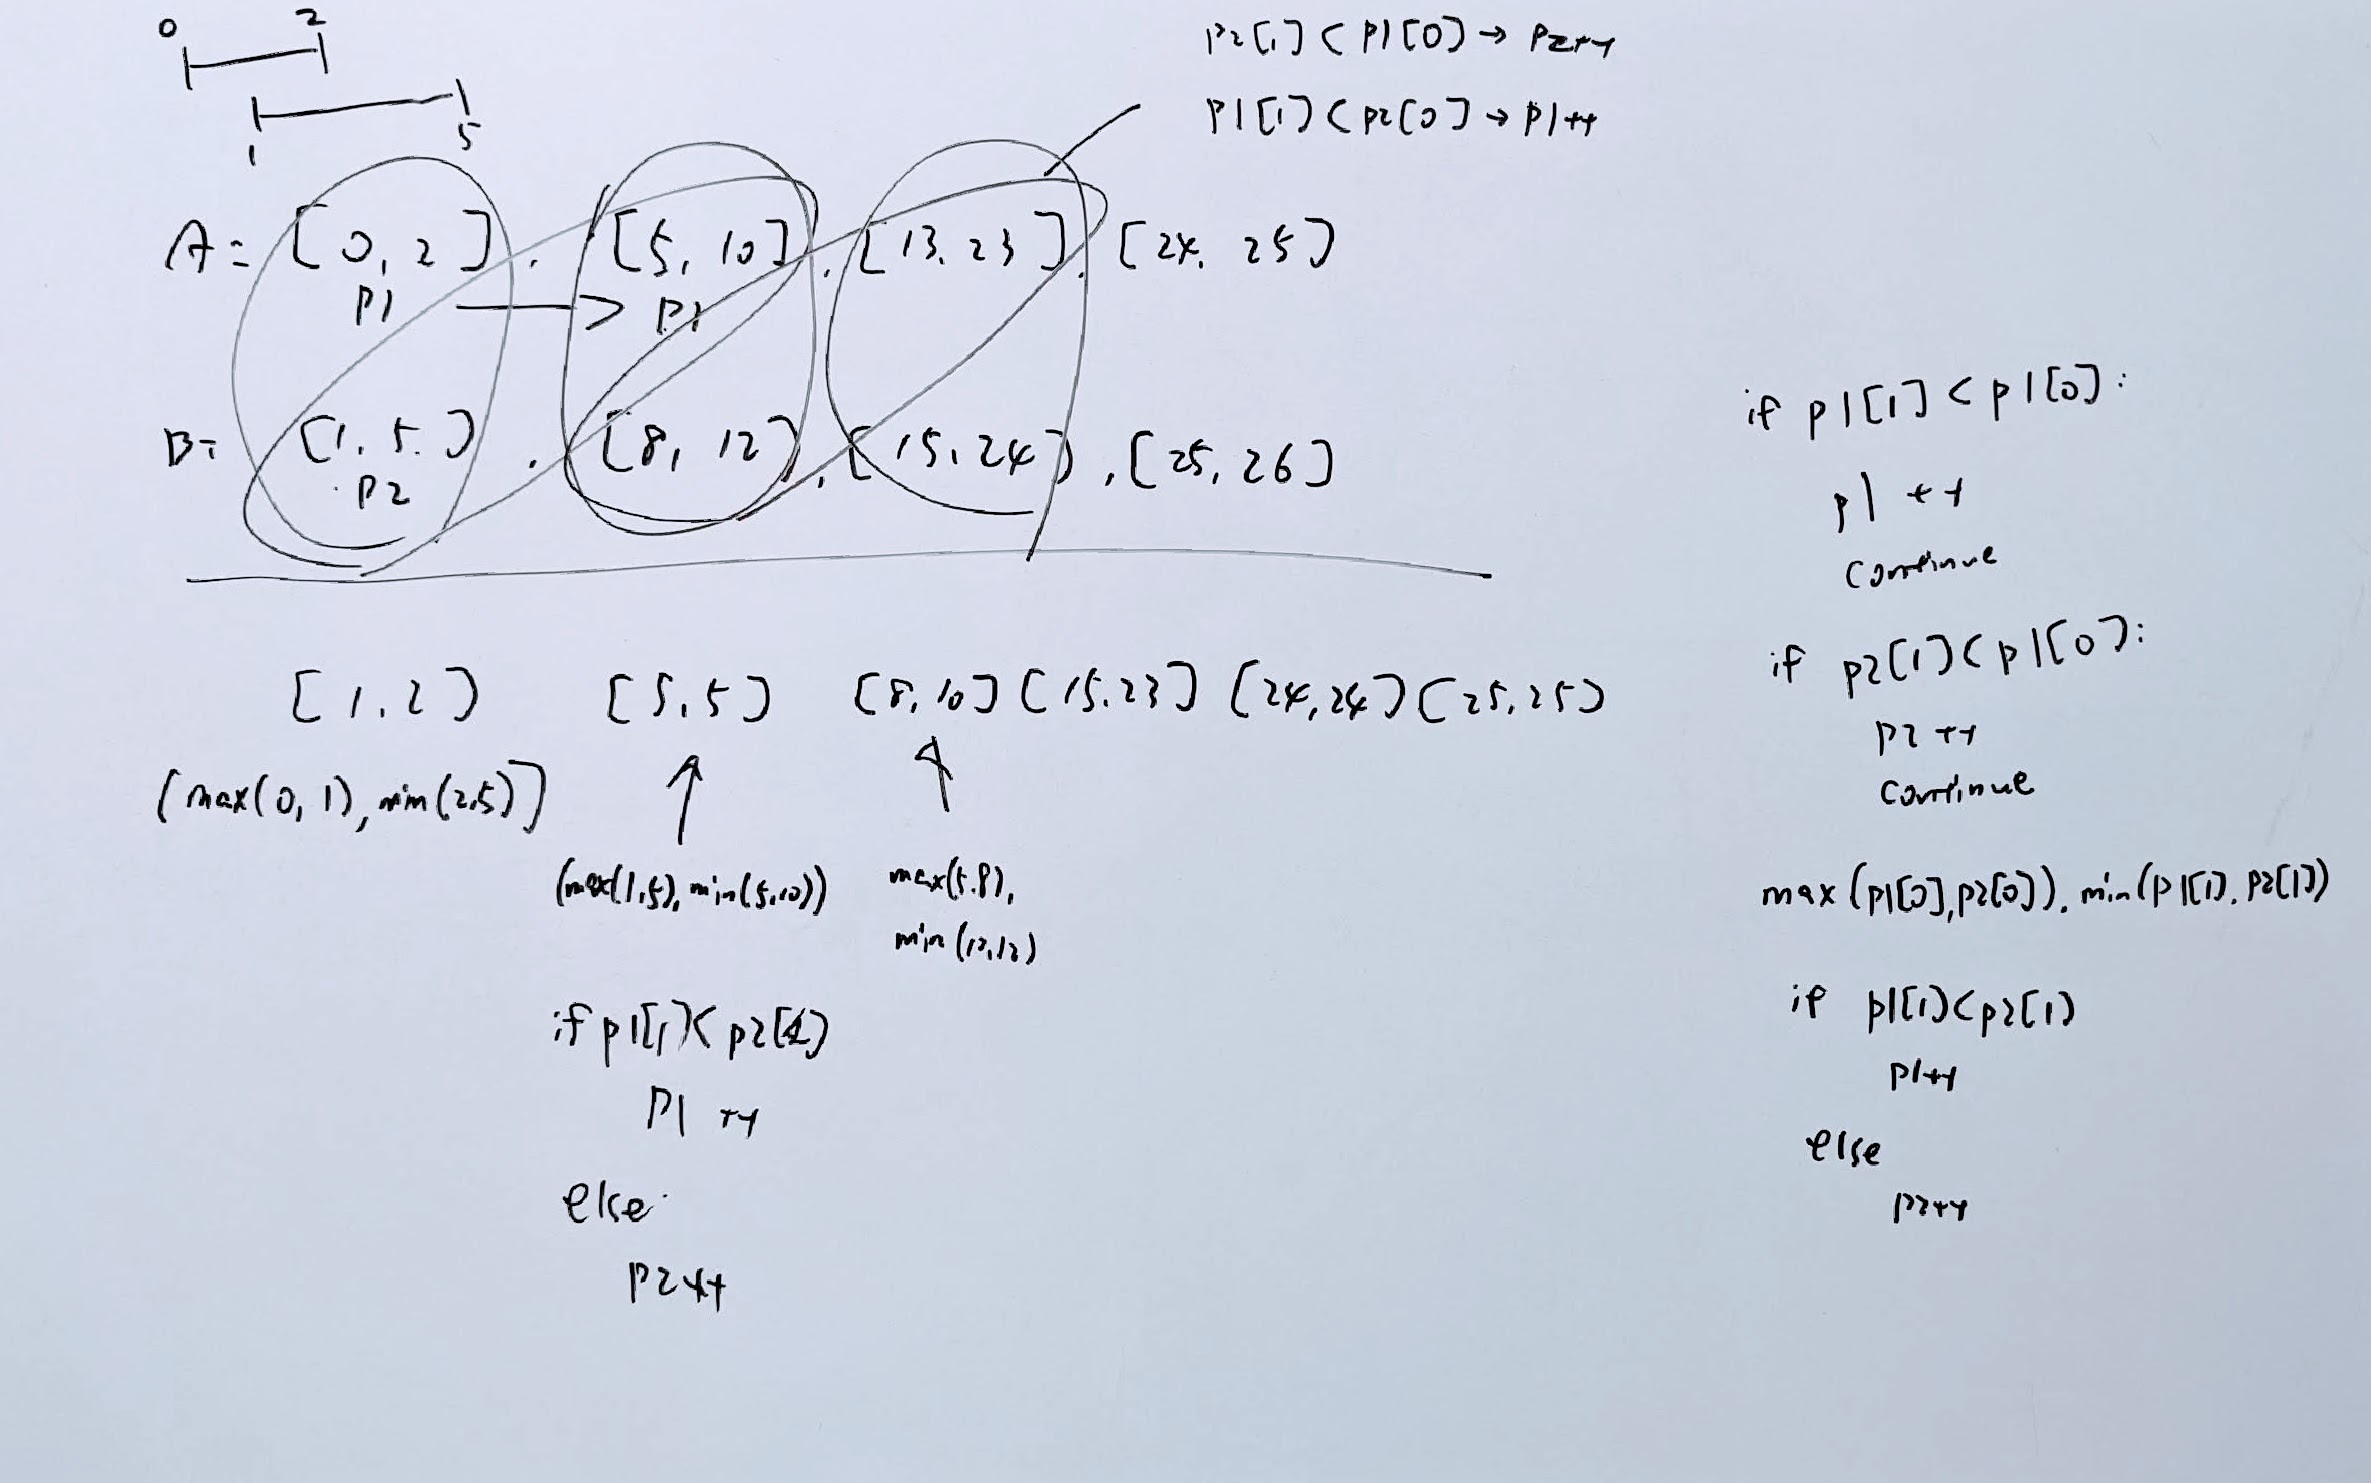 0 2
1 5
p2[1] < p1[0] → p2++
p1[1] < p2[0] → p1++
A = [0, 2], [5, 10], [13, 23], [24, 25]
p1 → p1
B = [1, 5], [8, 12], [15, 24], [25, 26]
p2
[1, 2] [5, 5] [8, 10] [15, 23] [24, 24] [25, 25]
[max(0, 1), min(2, 5)]
(max(1, 5), min(5, 10))
max(5, 8),
min(12, 12)
if p1[1] < p2[1]
p1 ++
else
p2 ++
if p1[1] < p1[0]:
p1 ++
continue
if p2[1] < p1[0]:
p2 ++
continue
max(p1[0], p2[0]), min(p1[1], p2[1])
if p1[1] < p2[1]
p1++
else
p2++